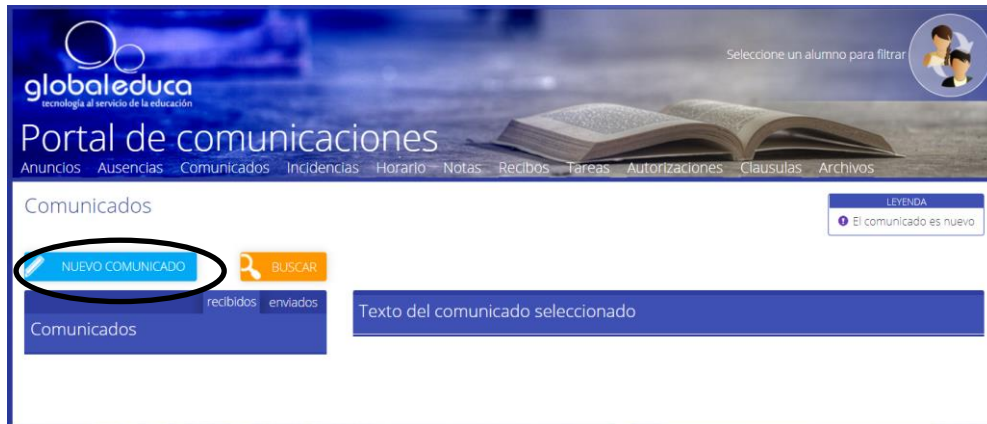 Seleccione un alumno para filtrar
globaleduca
tecnología al servicio de la educación
Portal de comunicaciones
Anuncios Ausencias Comunicados Incidencias Horario Notas Recibos Tareas Autorizaciones Clausulas Archivos
Comunicados
LEYENDA
El comunicado es nuevo
NUEVO COMUNICADO BUSCAR
recibidos enviados
Comunicados
Texto del comunicado seleccionado